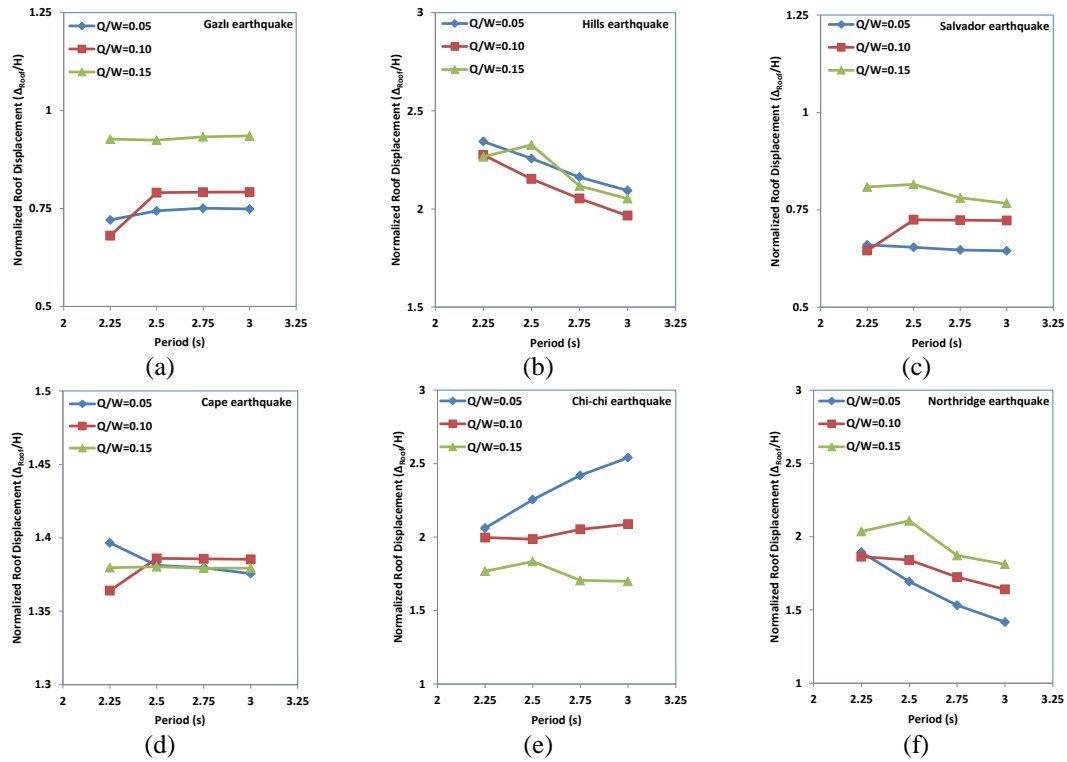 Gazlı earthquake
Q/W=0.05
Q/W=0.10
Q/W=0.15
Normalized Roof Displacement (ΔRoof/H)
1.25
1
0.75
0.5
2 2.25 2.5 2.75 3 3.25
Period (s)
(a)
Hills earthquake
Q/W=0.05
Q/W=0.10
Q/W=0.15
Normalized Roof Displacement (ΔRoof/H)
3
2.5
2
1.5
2 2.25 2.5 2.75 3 3.25
Period (s)
(b)
Salvador earthquake
Q/W=0.05
Q/W=0.10
Q/W=0.15
Normalized Roof Displacement (ΔRoof/H)
1.25
1
0.75
0.5
2 2.25 2.5 2.75 3 3.25
Period (s)
(c)
Cape earthquake
Q/W=0.05
Q/W=0.10
Q/W=0.15
Normalized Roof Displacement (ΔRoof/H)
1.5
1.45
1.4
1.35
1.3
2 2.25 2.5 2.75 3 3.25
Period (s)
(d)
Chi-chi earthquake
Q/W=0.05
Q/W=0.10
Q/W=0.15
Normalized Roof Displacement (ΔRoof/H)
3
2.5
2
1.5
1
2 2.25 2.5 2.75 3 3.25
Period (s)
(e)
Northridge earthquake
Q/W=0.05
Q/W=0.10
Q/W=0.15
Normalized Roof Displacement (ΔRoof/H)
3
2.5
2
1.5
1
2 2.25 2.5 2.75 3 3.25
Period (s)
(f)